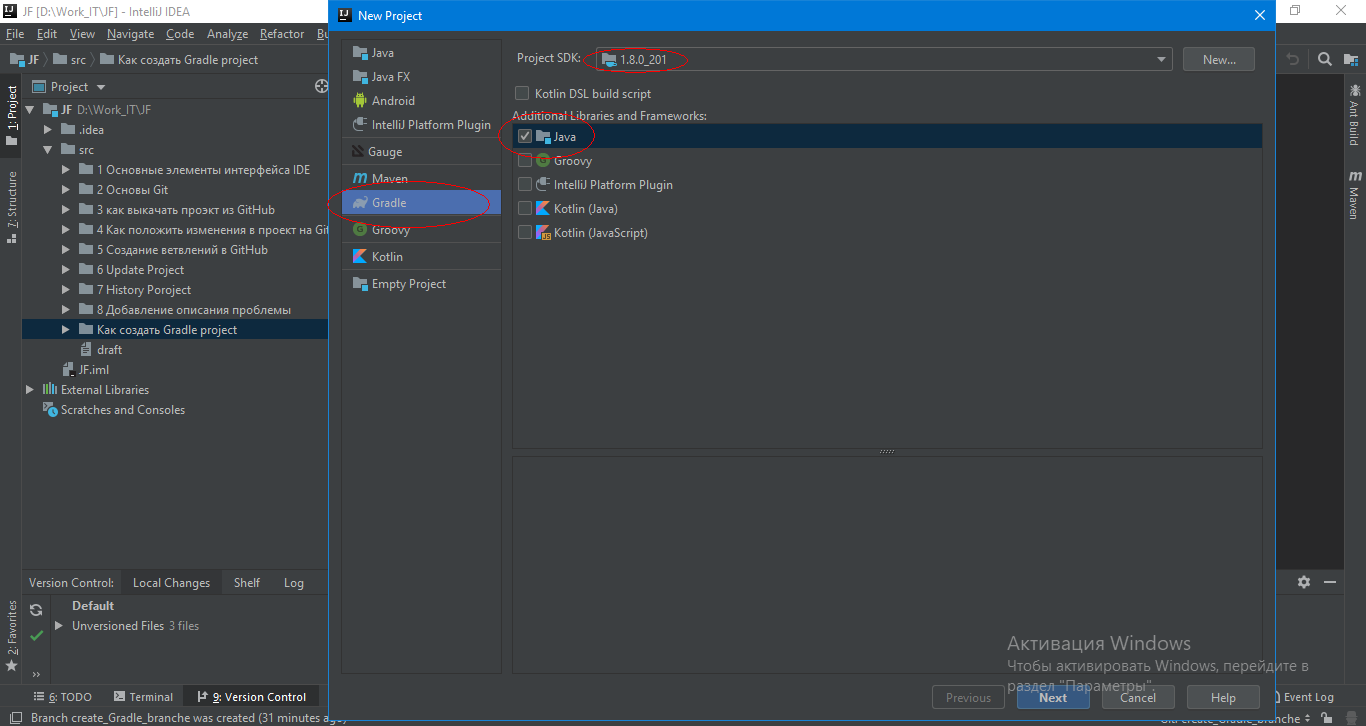 JF [D:\Work_IT\JF] - IntelliJ IDEA
File Edit View Navigate Code Analyze Refactor
JF src Как создать Gradle project
Project
JF D:\Work_IT\JF
.idea
src
1 Основные элементы интерфейса IDE
2 Основы Git
3 как выкачать проэкт из GitHub
4 Как положить изменения в проект на
5 Создание ветвлений в GitHub
6 Update Project
7 History Poroject
8 Добавление описания проблемы
Как создать Gradle project
draft
JF.iml
External Libraries
Scratches and Consoles
1: Project
7: Structure
2: Favorites
Version Control: Local Changes Shelf Log
Default
Unversioned Files 3 files
6: TODO Terminal 9: Version Control
Branch create_Gradle_branche was created (31 minutes
New Project
Java
Java FX
Android
IntelliJ Platform Plugin
Gauge
Maven
Gradle
Groovy
Kotlin
Empty Project
Project SDK: 1.8.0_201 New...
Kotlin DSL build script
Additional Libraries and Frameworks:
Java
Groovy
IntelliJ Platform Plugin
Kotlin (Java)
Kotlin (JavaScript)
Previous Next Cancel Help
Активация Windows
Чтобы активировать Windows, перейдите в
раздел "Параметры".
Ant Build
Maven
Event Log